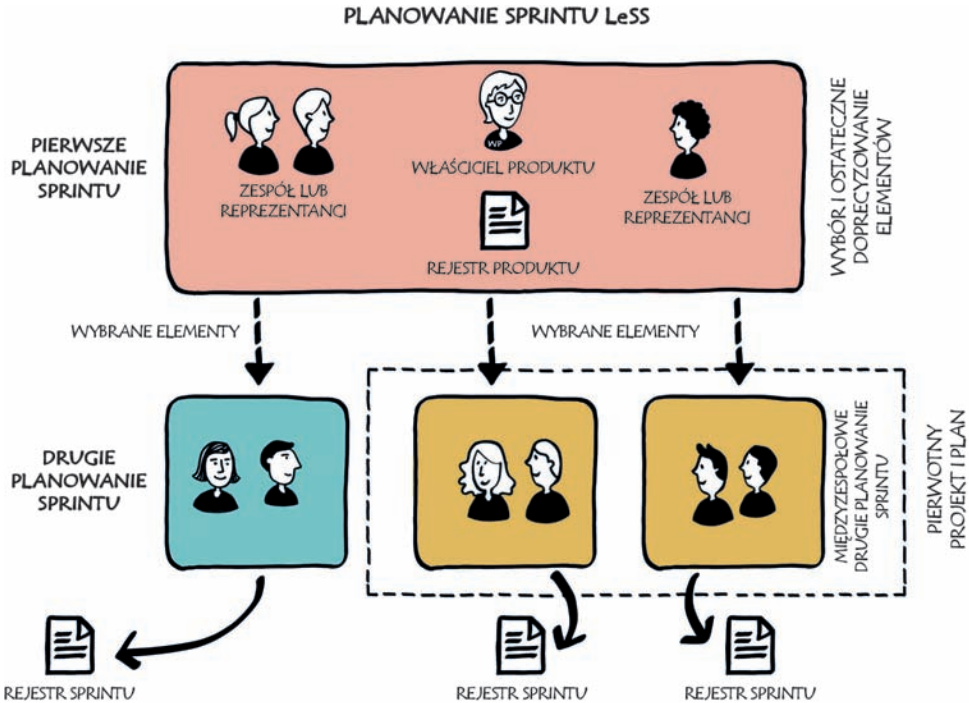 PLANOWANIE SPRINTU LeSS
PIERWSZE
PLANOWANIE
SPRINTU
ZESPÓŁ LUB
REPREZENTANCI
WP
WŁAŚCICIEL PRODUKTU
REJESTR PRODUKTU
ZESPÓŁ LUB
REPREZENTANCI
WYBÓR I OSTATECZNE
DOPRECYZOWANIE
ELEMENTÓW
WYBRANE ELEMENTY
WYBRANE ELEMENTY
DRUGIE
PLANOWANIE
SPRINTU
MIĘDZYZESPOŁOWE
DRUGIE PLANOWANIE
SPRINTU
PIERWOTNY
PROJEKT I PLAN
REJESTR SPRINTU
REJESTR SPRINTU
REJESTR SPRINTU